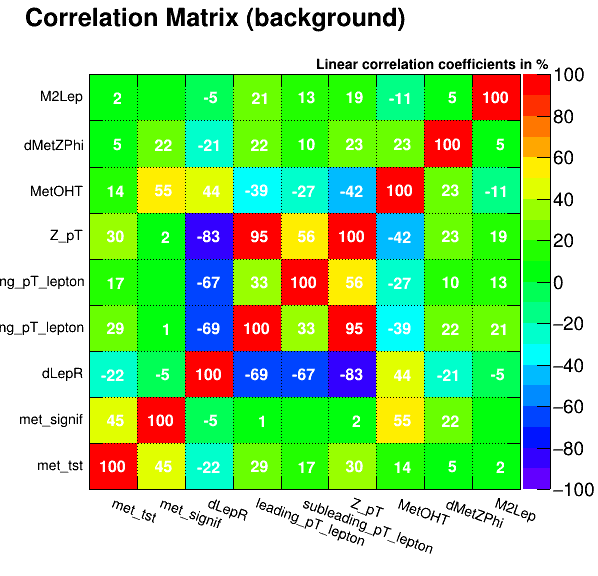 Correlation Matrix (background)
Linear correlation coefficients in %
M2Lep 2 -5 21 13 19 -11 5 100
dMetZPhi 5 22 -21 22 10 23 23 100 5
MetOHT 14 55 44 -39 -27 -42 100 23 -11
Z_pT 30 2 -83 95 56 100 -42 23 19
ng_pT_lepton 17 -67 33 100 56 -27 10 13
ng_pT_lepton 29 1 -69 100 33 95 -39 22 21
dLepR -22 -5 100 -69 -67 -83 44 -21 -5
met_signif 45 100 -5 1 2 55 22
met_tst 100 45 -22 29 17 30 14 5 2
met_tst met_signif dLepR leading_pT_lepton subleading_pT_lepton Z_pT MetOHT dMetZPhi M2Lep
100
80
60
40
20
0
−20
−40
−60
−80
−100